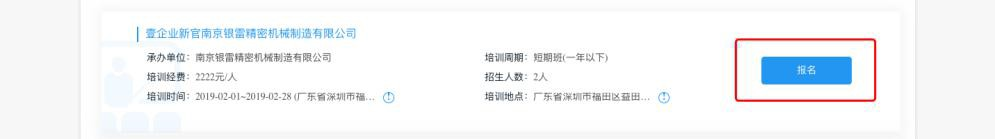 壹企业新官南京银雷精密机械制造有限公司
承办单位：南京银雷精密机械制造有限公司 培训周期：短期班(一年以下)
培训经费：2222元/人 招生人数：2人
培训时间：2019-02-01~2019-02-28 (广东省深圳市福... 培训地点：广东省深圳市福田区益田...
报名